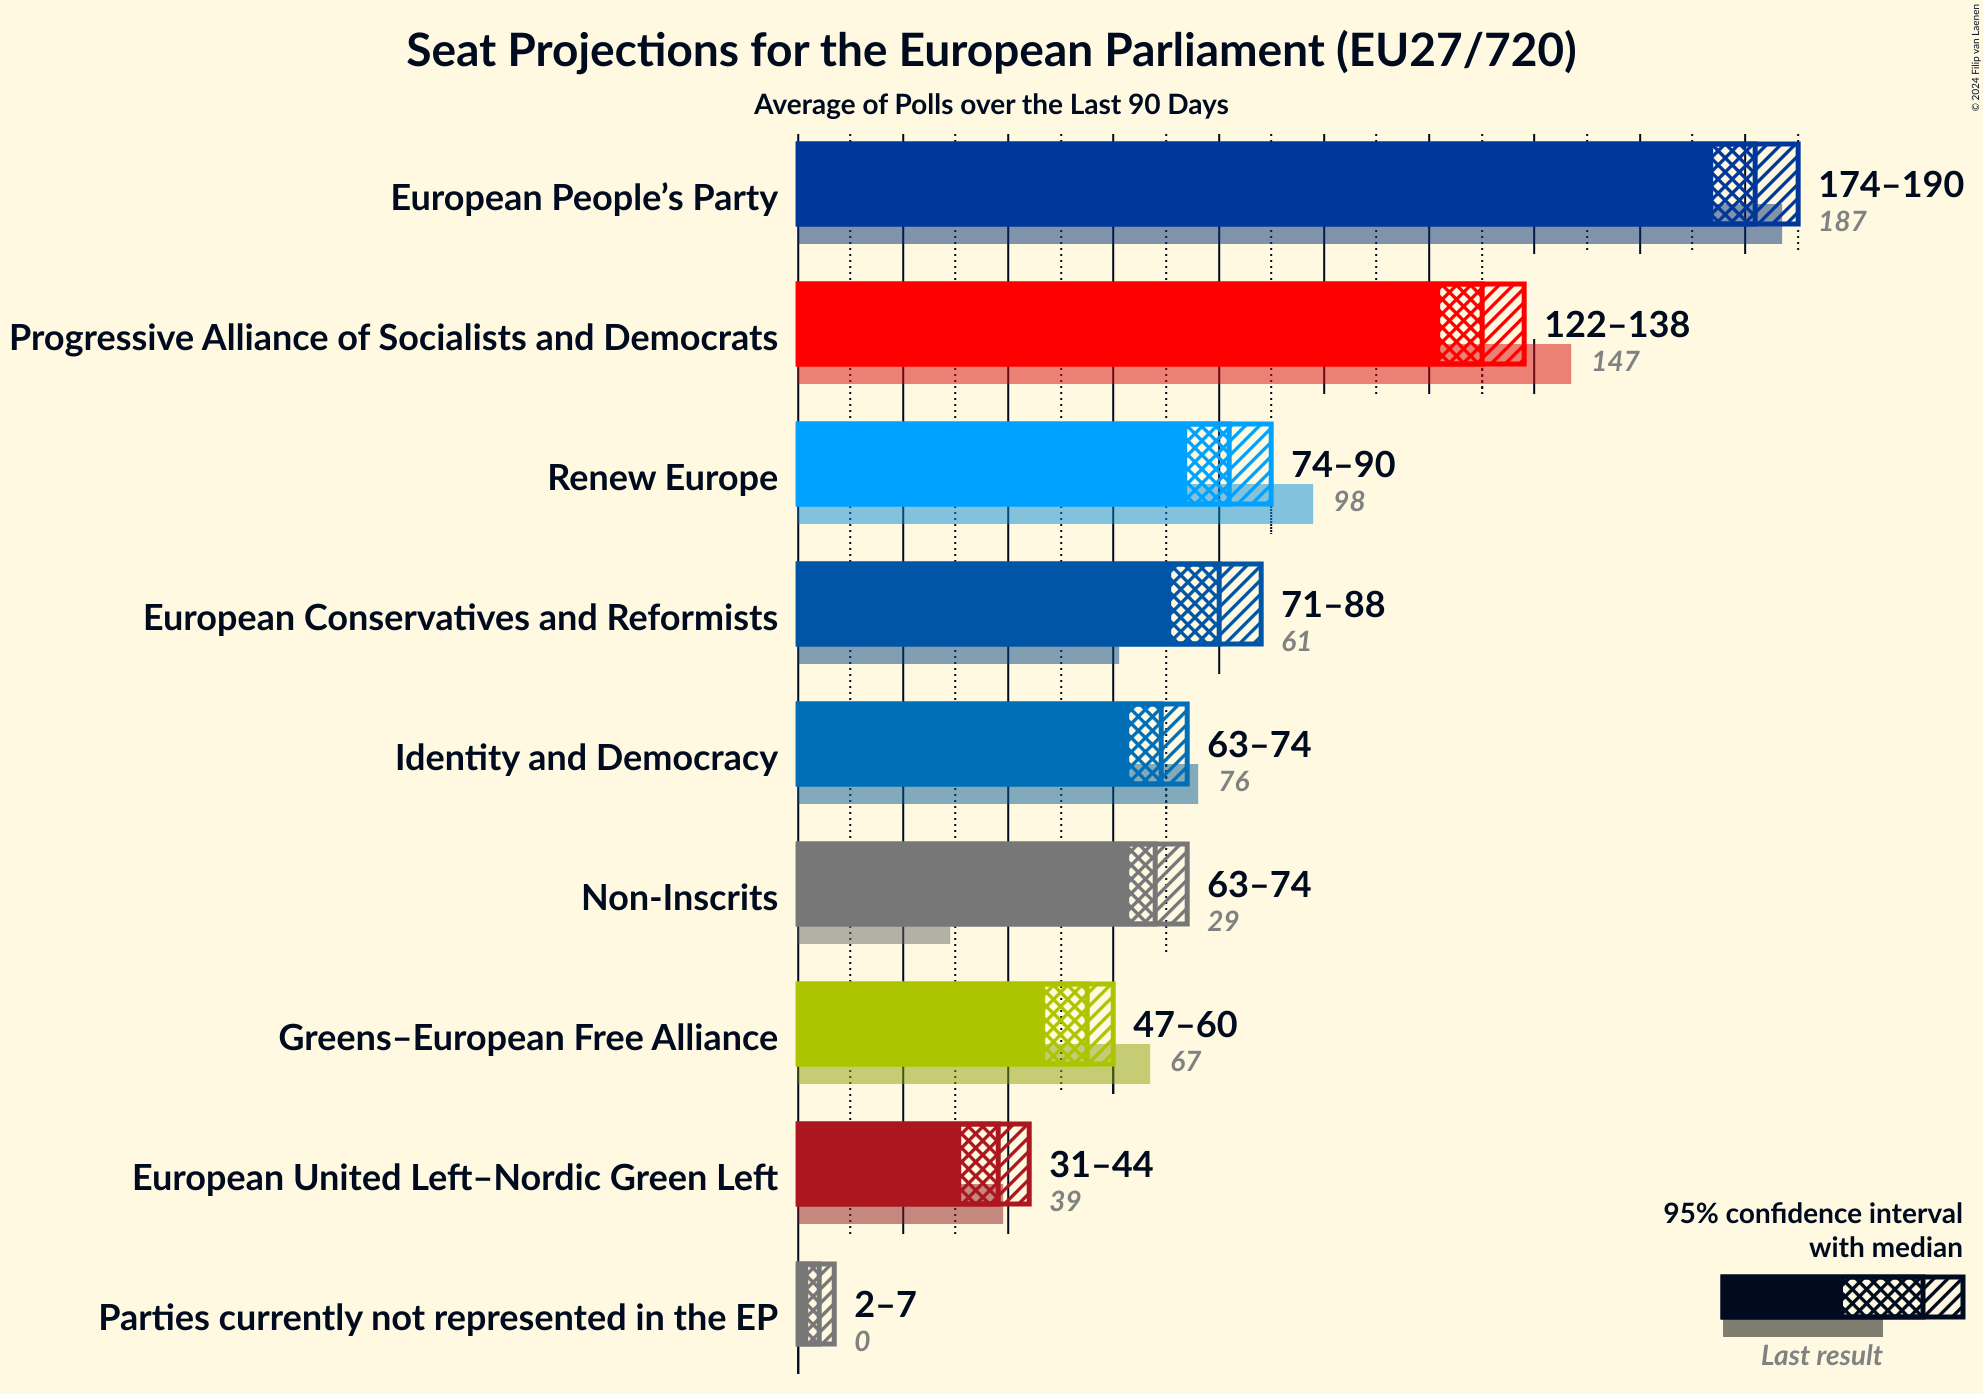 Seat Projections for the European Parliament (EU27/720)
Average of Polls over the Last 90 Days
© 2024 Filip van Laenen
European People’s Party
174–190
187
Progressive Alliance of Socialists and Democrats
122–138
147
Renew Europe
74–90
98
European Conservatives and Reformists
71–88
61
Identity and Democracy
63–74
76
Non-Inscrits
63–74
29
Greens–European Free Alliance
47–60
67
European United Left–Nordic Green Left
31–44
39
Parties currently not represented in the EP
2–7
0
95% confidence interval
with median
Last result